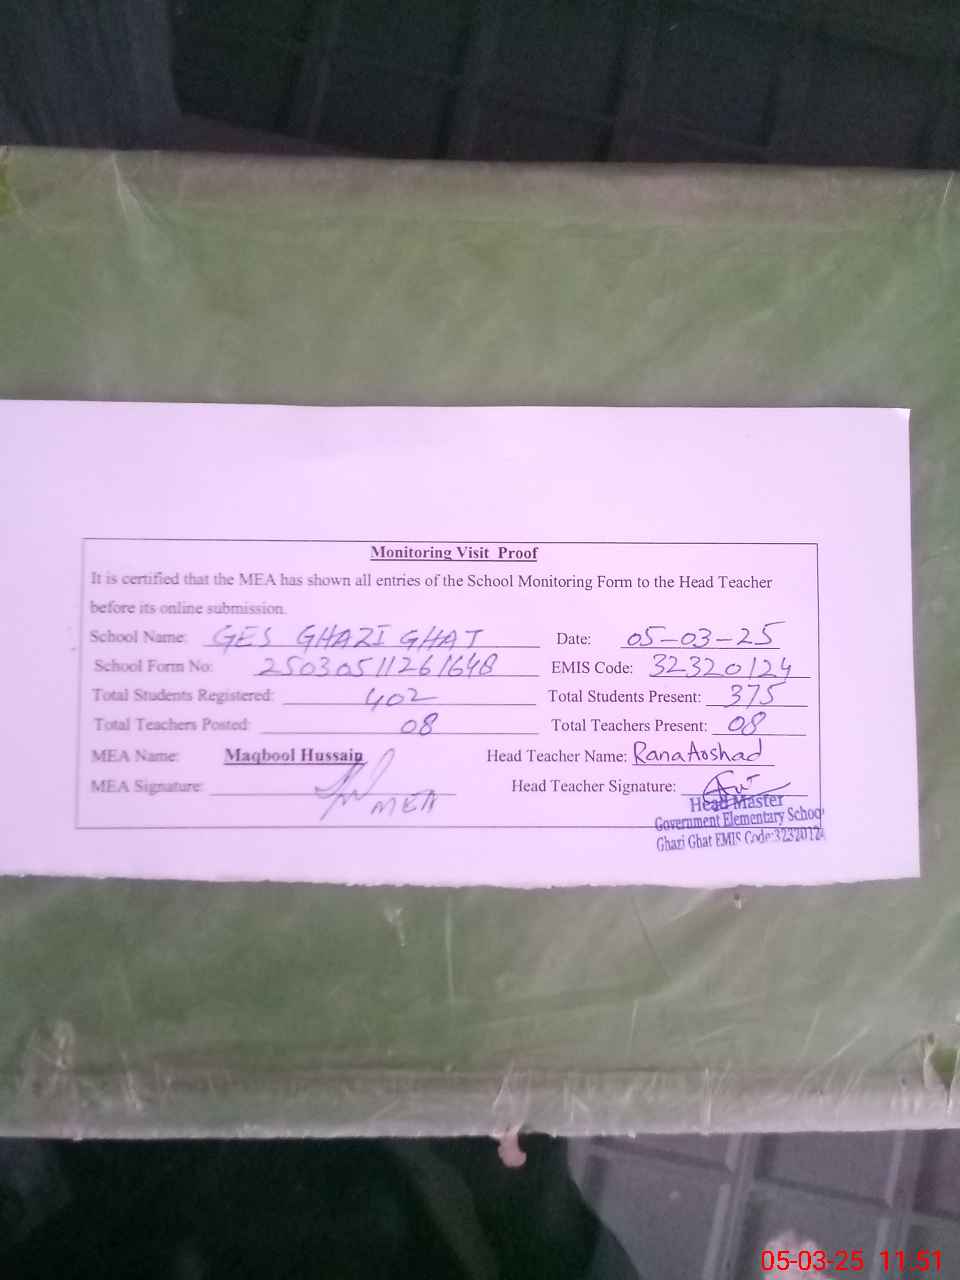 Monitoring Visit Proof
It is certified that the MEA has shown all entries of the School Monitoring Form to the Head Teacher
before its online submission.
School Name: GES GHAZI GHAT Date: 05-03-25
School Form No: 25030511261648 EMIS Code: 32320124
Total Students Registered: 402 Total Students Present: 375
Total Teachers Posted: 08 Total Teachers Present: 08
MEA Name: Maqbool Hussain Head Teacher Name: Rana Aoshad
MEA Signature: MEA Head Teacher Signature:
Head Master
Government Elementary School
Ghazi Ghat EMIS Code:32320124
05-03-25 11.51